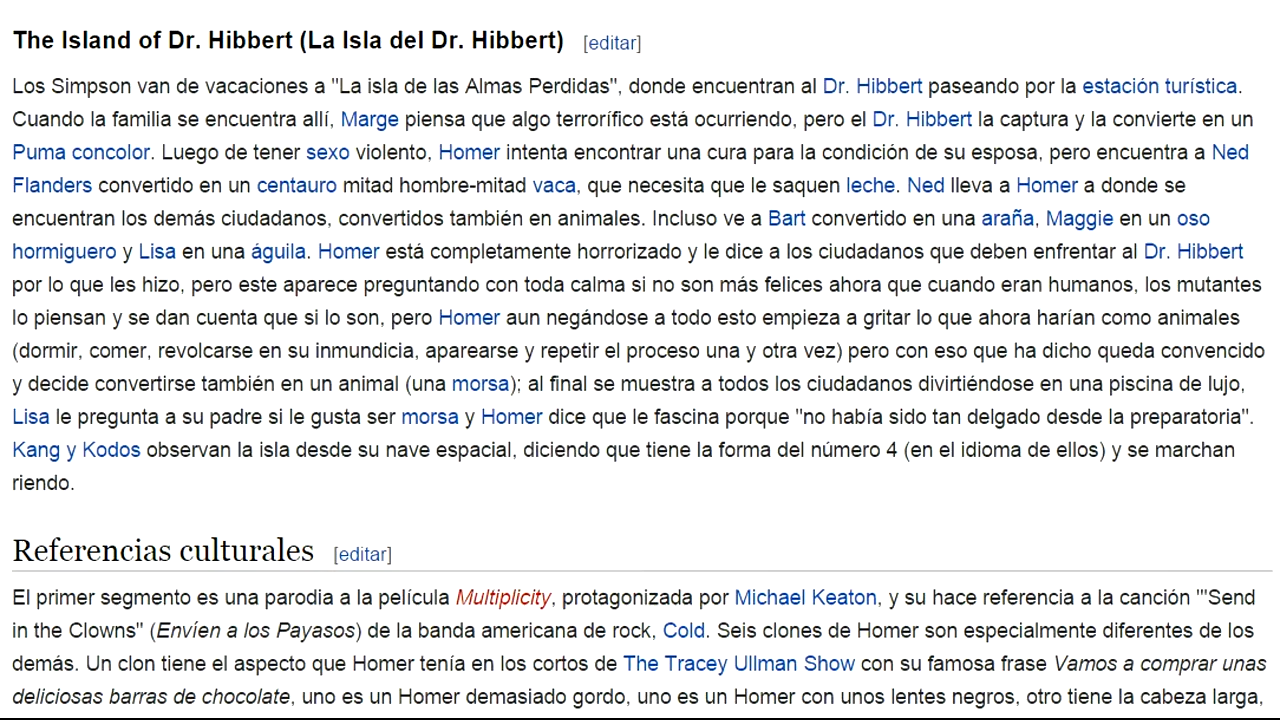 The Island of Dr. Hibbert (La Isla del Dr. Hibbert) [editar]
Los Simpson van de vacaciones a "La isla de las Almas Perdidas", donde encuentran al Dr. Hibbert paseando por la estación turística.
Cuando la familia se encuentra allí, Marge piensa que algo terrorífico está ocurriendo, pero el Dr. Hibbert la captura y la convierte en un
Puma concolor. Luego de tener sexo violento, Homer intenta encontrar una cura para la condición de su esposa, pero encuentra a Ned
Flanders convertido en un centauro mitad hombre-mitad vaca, que necesita que le saquen leche. Ned lleva a Homer a donde se
encuentran los demás ciudadanos, convertidos también en animales. Incluso ve a Bart convertido en una araña, Maggie en un oso
hormiguero y Lisa en una águila. Homer está completamente horrorizado y le dice a los ciudadanos que deben enfrentar al Dr. Hibbert
por lo que les hizo, pero este aparece preguntando con toda calma si no son más felices ahora que cuando eran humanos, los mutantes
lo piensan y se dan cuenta que si lo son, pero Homer aun negándose a todo esto empieza a gritar lo que ahora harían como animales
(dormir, comer, revolcarse en su inmundicia, aparearse y repetir el proceso una y otra vez) pero con eso que ha dicho queda convencido
y decide convertirse también en un animal (una morsa); al final se muestra a todos los ciudadanos divirtiéndose en una piscina de lujo,
Lisa le pregunta a su padre si le gusta ser morsa y Homer dice que le fascina porque "no había sido tan delgado desde la preparatoria".
Kang y Kodos observan la isla desde su nave espacial, diciendo que tiene la forma del número 4 (en el idioma de ellos) y se marchan
riendo.
Referencias culturales [editar]
El primer segmento es una parodia a la película Multiplicity, protagonizada por Michael Keaton, y su hace referencia a la canción '"Send
in the Clowns" (Envíen a los Payasos) de la banda americana de rock, Cold. Seis clones de Homer son especialmente diferentes de los
demás. Un clon tiene el aspecto que Homer tenía en los cortos de The Tracey Ullman Show con su famosa frase Vamos a comprar unas
deliciosas barras de chocolate, uno es un Homer demasiado gordo, uno es un Homer con unos lentes negros, otro tiene la cabeza larga,